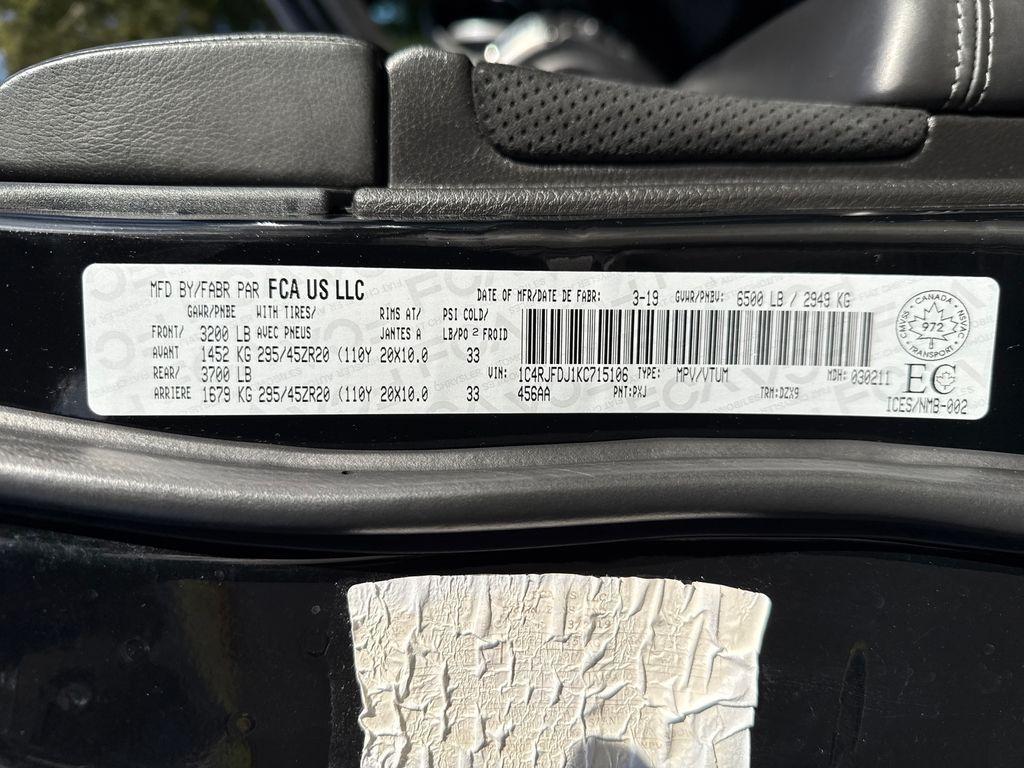 MFD BY/FABR PAR FCA US LLC DATE OF MFR/DATE DE FABR: 3-19 GVWR/PNBV: 6500 LB / 2949 KG
GAWR/PNBE WITH TIRES/ RIMS AT/ PSI COLD/
FRONT/ 3200 LB AVEC PNEUS JANTES A LB/PO 2 FROID
AVANT 1452 KG 295/45ZR20 (110Y 20X10.0 33
REAR/ 3700 LB VIN: 1C4RJFDJ1KC715106 TYPE: MPV/VTUM MDH: 030211
ARRIERE 1679 KG 295/45ZR20 (110Y 20X10.0 33 456AA PNT:PXJ TRM:DZX9
CANADA
CMVSS NSVAC
972
TRANSPORT
EC
ICES/NMB-002